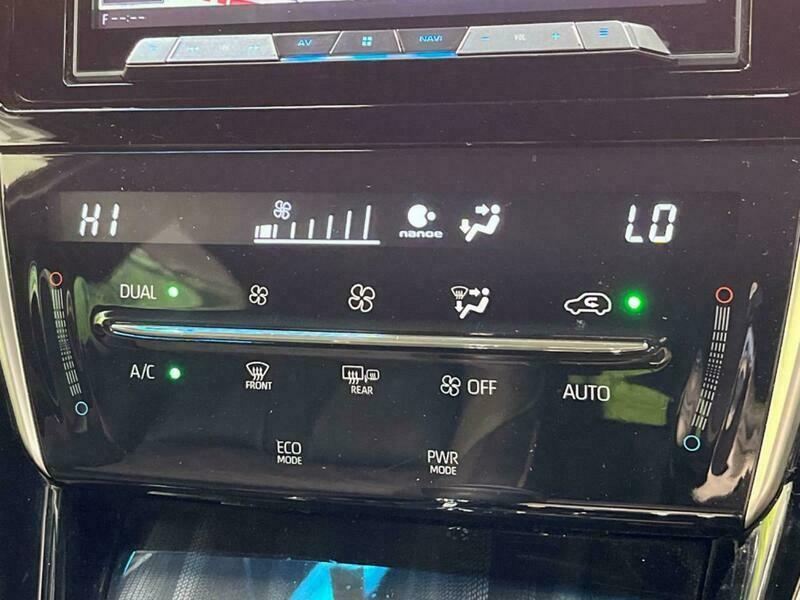 F --:--
AV NAVI − VOL +
HI nanoe LO
DUAL
A/C FRONT REAR OFF AUTO
ECO
MODE
PWR
MODE